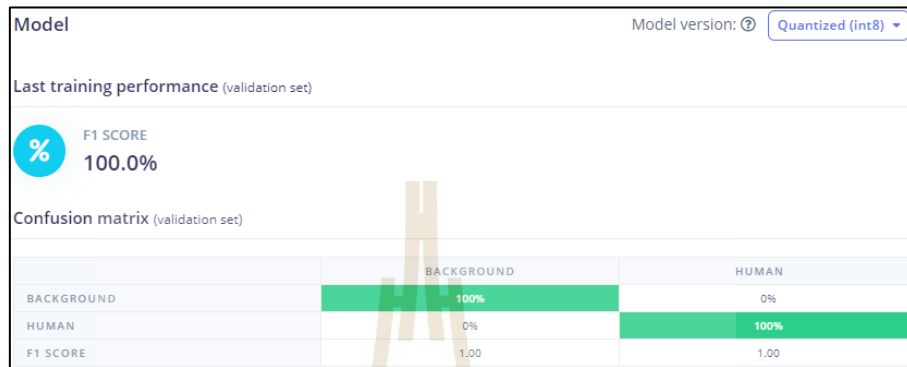 Model Model version: Quantized (int8)
Last training performance (validation set)
% F1 SCORE
100.0%
Confusion matrix (validation set)
BACKGROUND HUMAN
BACKGROUND 100% 0%
HUMAN 0% 100%
F1 SCORE 1.00 1.00